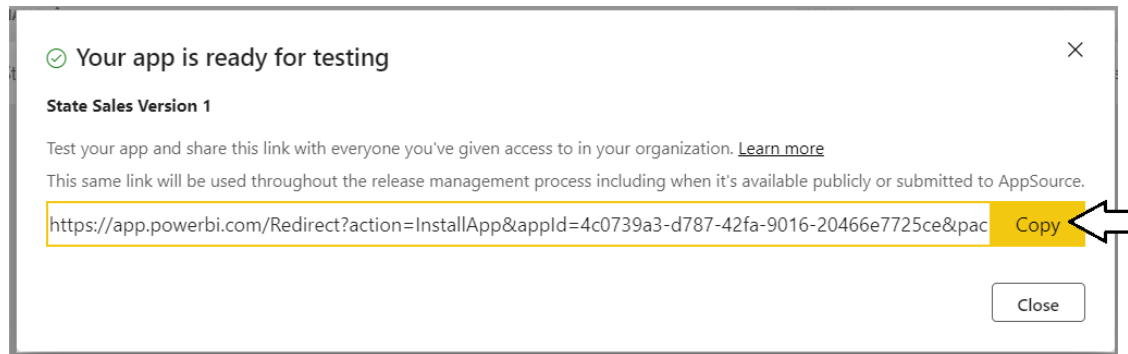 Your app is ready for testing
State Sales Version 1
Test your app and share this link with everyone you've given access to in your organization. Learn more
This same link will be used throughout the release management process including when it's available publicly or submitted to AppSource.
https://app.powerbi.com/Redirect?action=InstallApp&appId=4c0739a3-d787-42fa-9016-20466e7725ce&pac Copy
Close